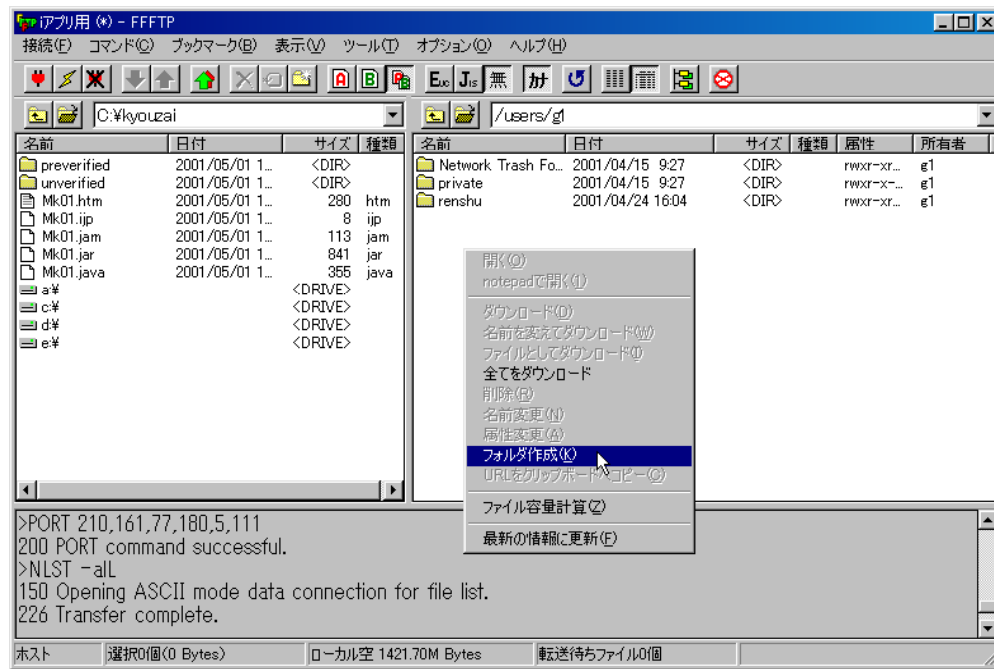 iアプリ用 (*) - FFFTP
接続(F) コマンド(C) ブックマーク(B) 表示(V) ツール(T) オプション(O) ヘルプ(H)
A B Euc Jis 無 カナ
C:¥kyouzai
/users/g1
名前 日付 サイズ 種類
preverified 2001/05/01 1... <DIR>
unverified 2001/05/01 1... <DIR>
Mk01.htm 2001/05/01 1... 280 htm
Mk01.ijp 2001/05/01 1... 8 ijp
Mk01.jam 2001/05/01 1... 113 jam
Mk01.jar 2001/05/01 1... 841 jar
Mk01.java 2001/05/01 1... 355 java
a:¥ <DRIVE>
c:¥ <DRIVE>
d:¥ <DRIVE>
e:¥ <DRIVE>
名前 日付 サイズ 種類 属性 所有者
Network Trash Fo... 2001/04/15 9:27 <DIR> rwxr-xr... g1
private 2001/04/15 9:27 <DIR> rwxr-x-... g1
renshu 2001/04/24 16:04 <DIR> rwxr-xr... g1
開く(O)
notepadで開く(1)
ダウンロード(D)
名前を変えてダウンロード(W)
ファイルとしてダウンロード(I)
全てをダウンロード
削除(R)
名前変更(N)
属性変更(A)
フォルダ作成(K)
URLをクリップボードへコピー(C)
ファイル容量計算(Z)
最新の情報に更新(F)
>PORT 210,161,77,180,5,111
200 PORT command successful.
>NLST -alL
150 Opening ASCII mode data connection for file list.
226 Transfer complete.
ホスト 選択0個(0 Bytes) ローカル空 1421.70M Bytes 転送待ちファイル0個